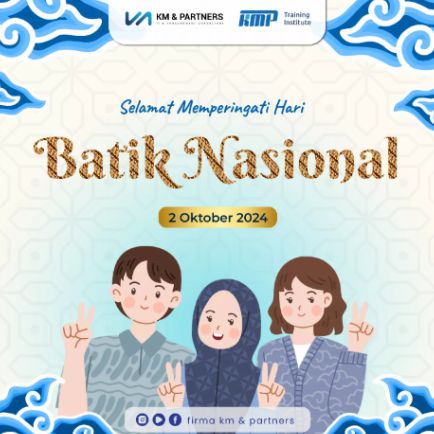 KM & PARTNERS
KMP Training Institute
Selamat Memperingati Hari
Batik Nasional
2 Oktober 2024
firma km & partners